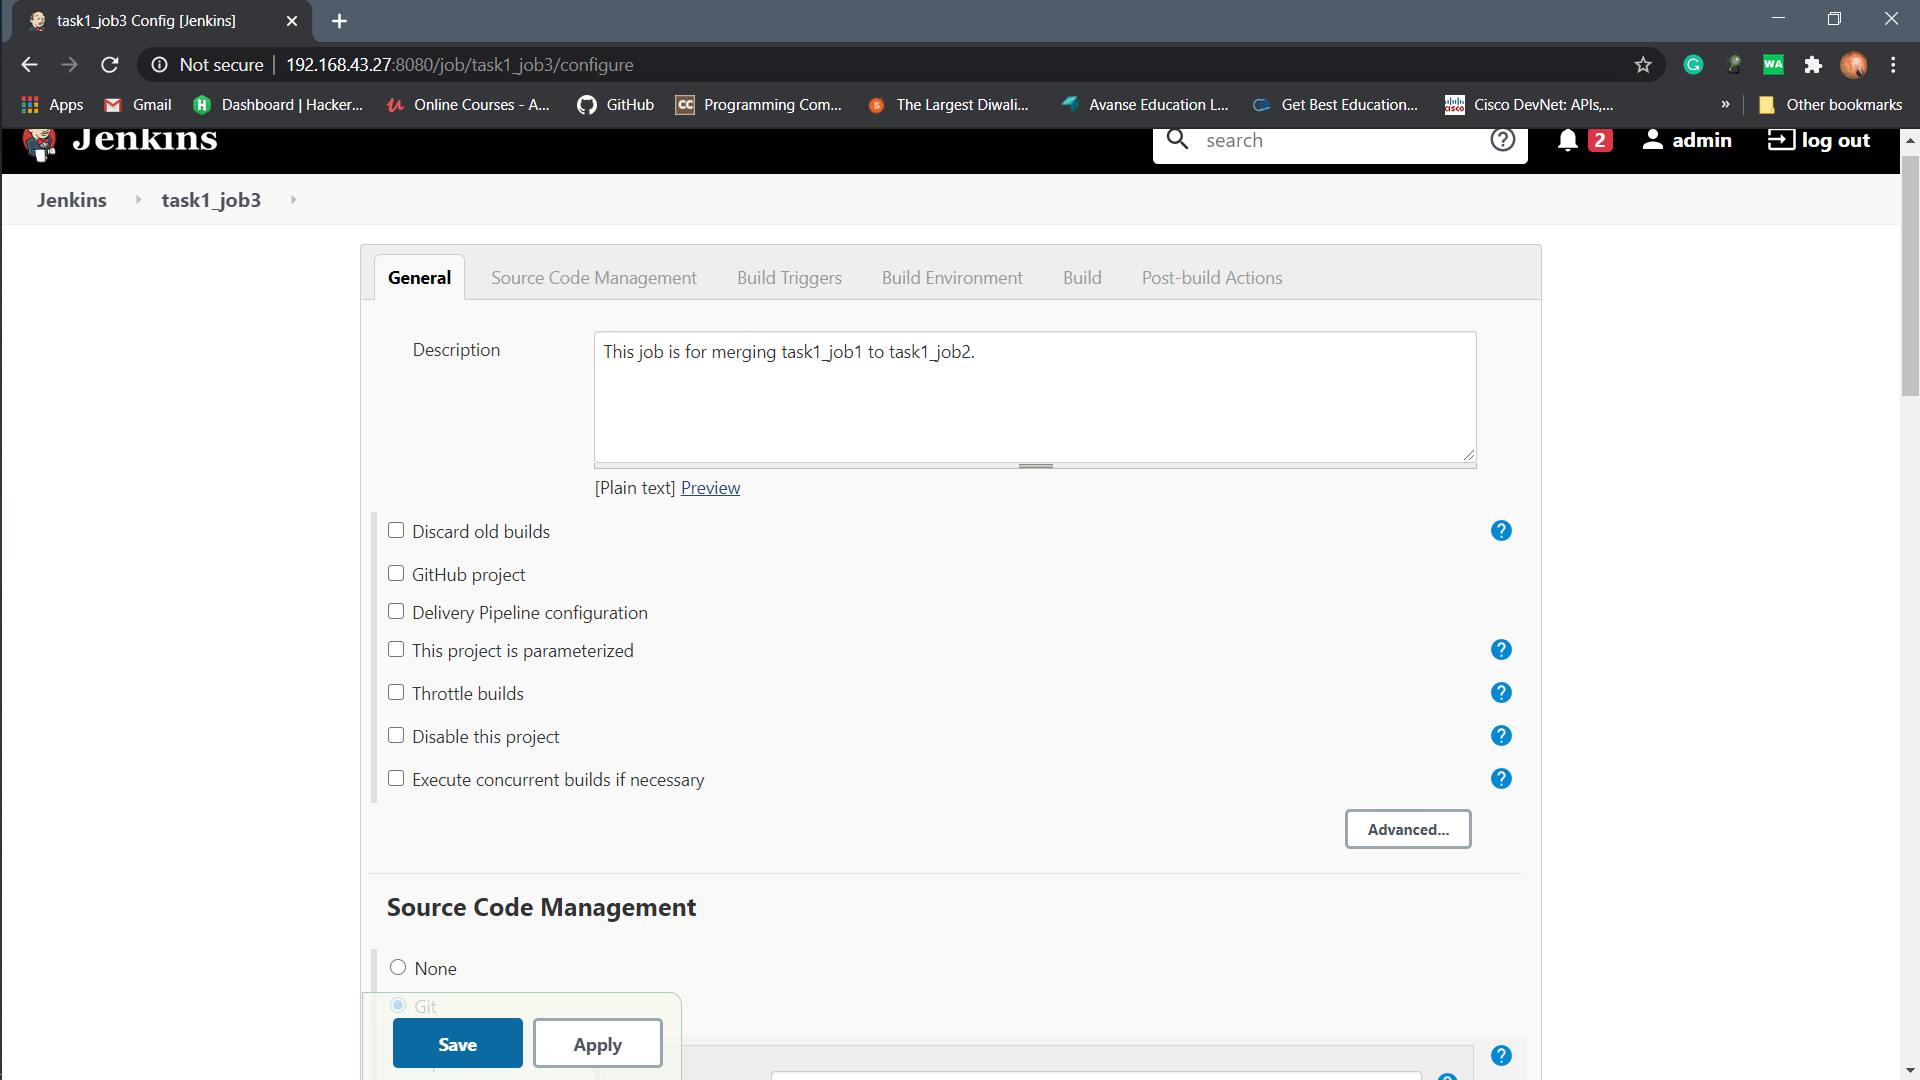 task1_job3 Config [Jenkins]
Not secure 192.168.43.27:8080/job/task1_job3/configure
WA
Apps Gmail Dashboard | Hacker... Online Courses - A... GitHub CC Programming Com... The Largest Diwali... Avanse Education L... Get Best Education... Cisco DevNet: APIs,... » Other bookmarks
Jenkins search 2 admin log out
Jenkins task1_job3
General Source Code Management Build Triggers Build Environment Build Post-build Actions
Description This job is for merging task1_job1 to task1_job2.
[Plain text] Preview
Discard old builds
GitHub project
Delivery Pipeline configuration
This project is parameterized
Throttle builds
Disable this project
Execute concurrent builds if necessary
Advanced...
Source Code Management
None
Git
Save Apply